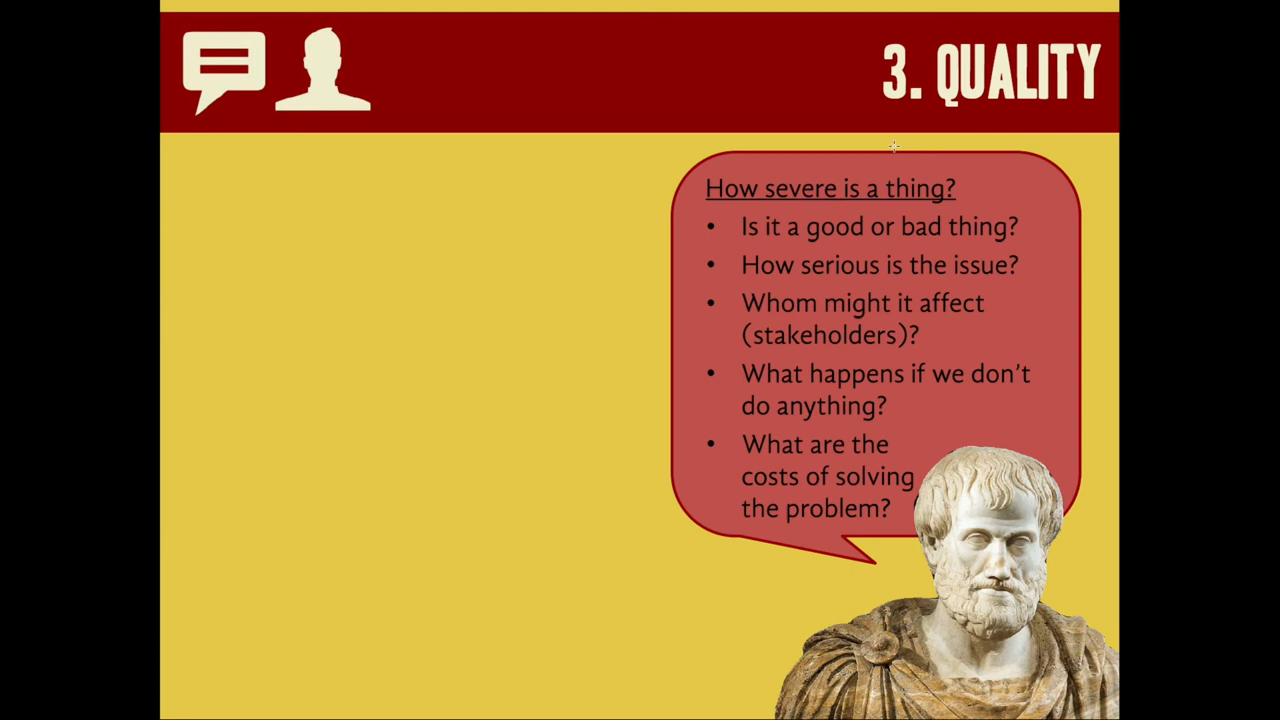 3. QUALITY
How severe is a thing?
• Is it a good or bad thing?
• How serious is the issue?
• Whom might it affect
(stakeholders)?
• What happens if we don't
do anything?
• What are the
costs of solving
the problem?